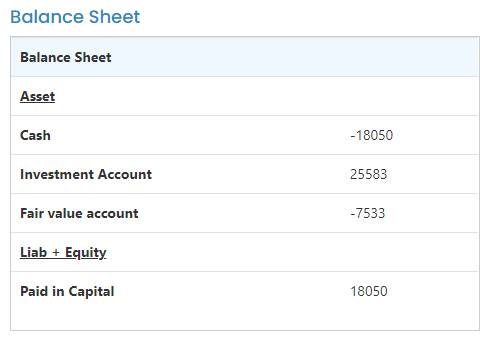 Balance Sheet
Balance Sheet
Asset
Cash -18050
Investment Account 25583
Fair value account -7533
Liab + Equity
Paid in Capital 18050